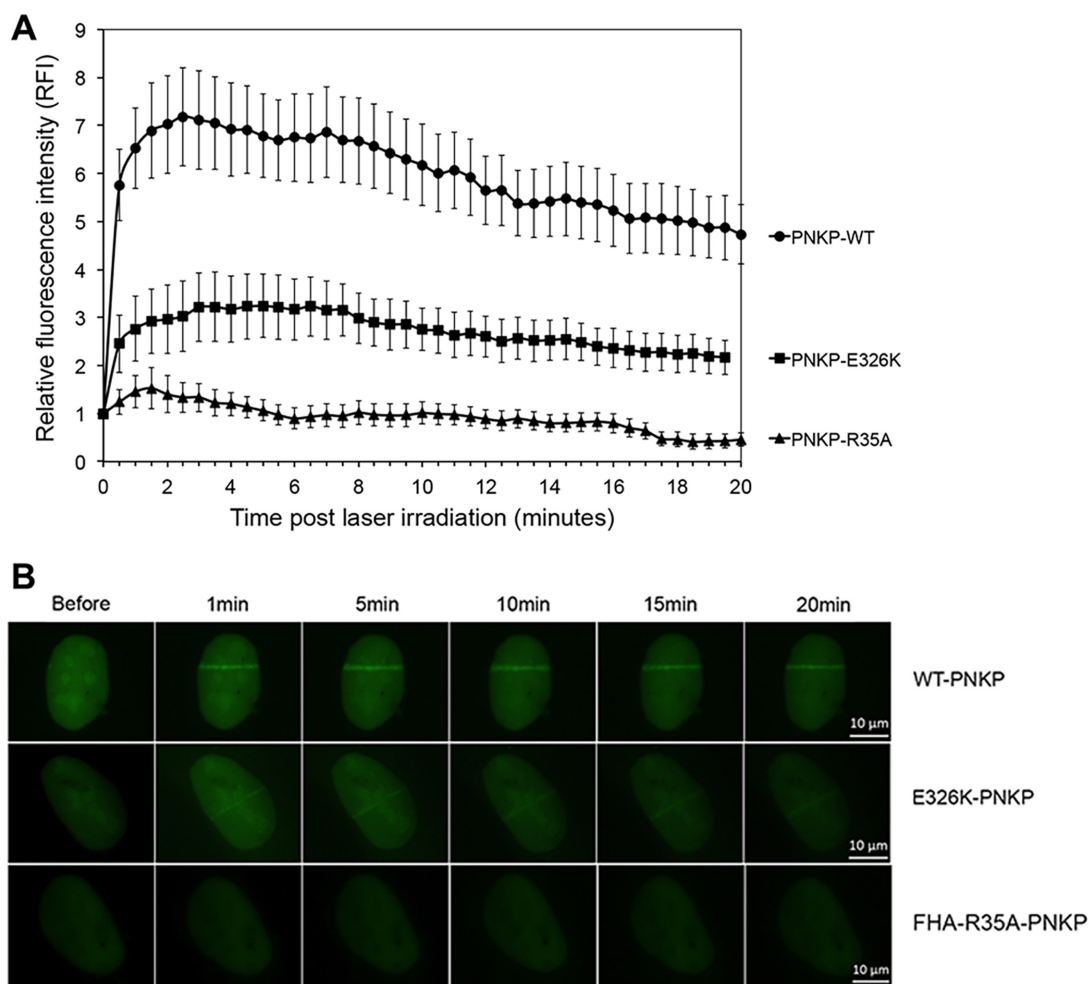 A
Relative fluorescence intensity (RFI)
9
8
7
6
5
4
3
2
1
0
PNKP-WT
PNKP-E326K
PNKP-R35A
0 2 4 6 8 10 12 14 16 18 20
Time post laser irradiation (minutes)
B
Before 1min 5min 10min 15min 20min
WT-PNKP
10 µm
E326K-PNKP
10 µm
FHA-R35A-PNKP
10 µm